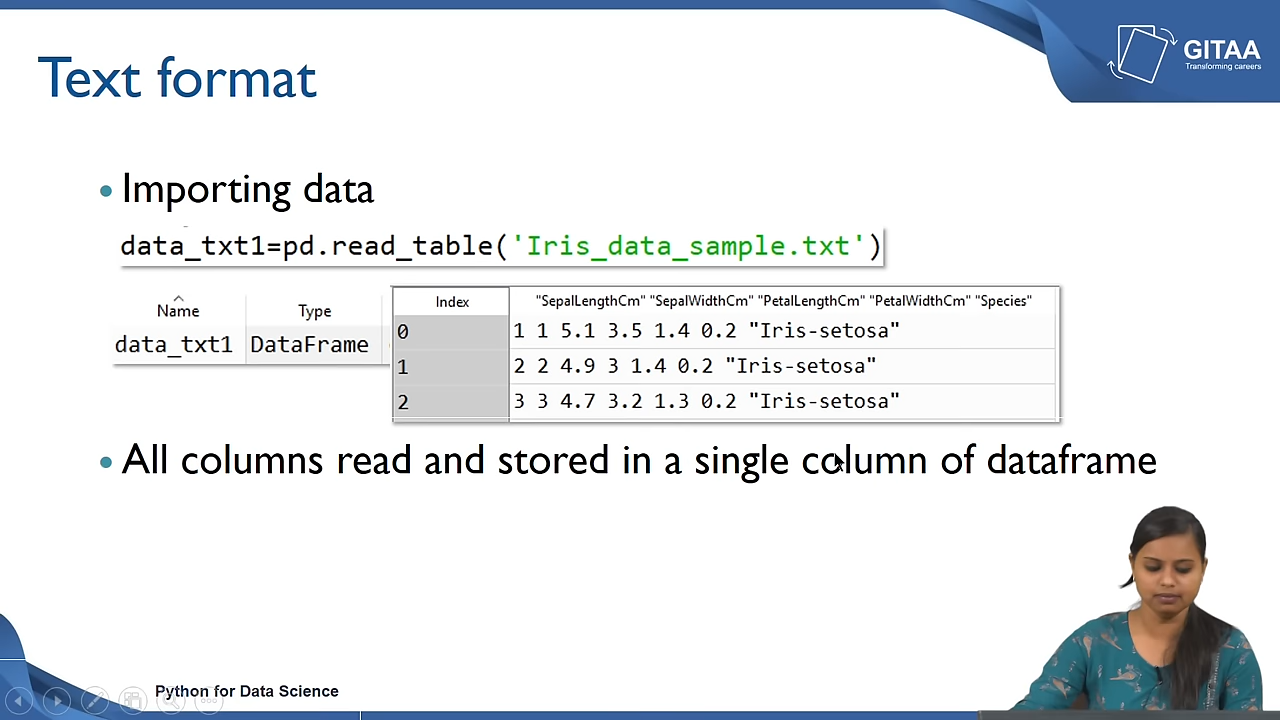 GITAA
Transforming careers
Text format
• Importing data
data_txt1=pd.read_table('Iris_data_sample.txt')
Name Type
data_txt1 DataFrame
Index "SepalLengthCm" "SepalWidthCm" "PetalLengthCm" "PetalWidthCm" "Species"
0 1 1 5.1 3.5 1.4 0.2 "Iris-setosa"
1 2 2 4.9 3 1.4 0.2 "Iris-setosa"
2 3 3 4.7 3.2 1.3 0.2 "Iris-setosa"
• All columns read and stored in a single column of dataframe
Python for Data Science